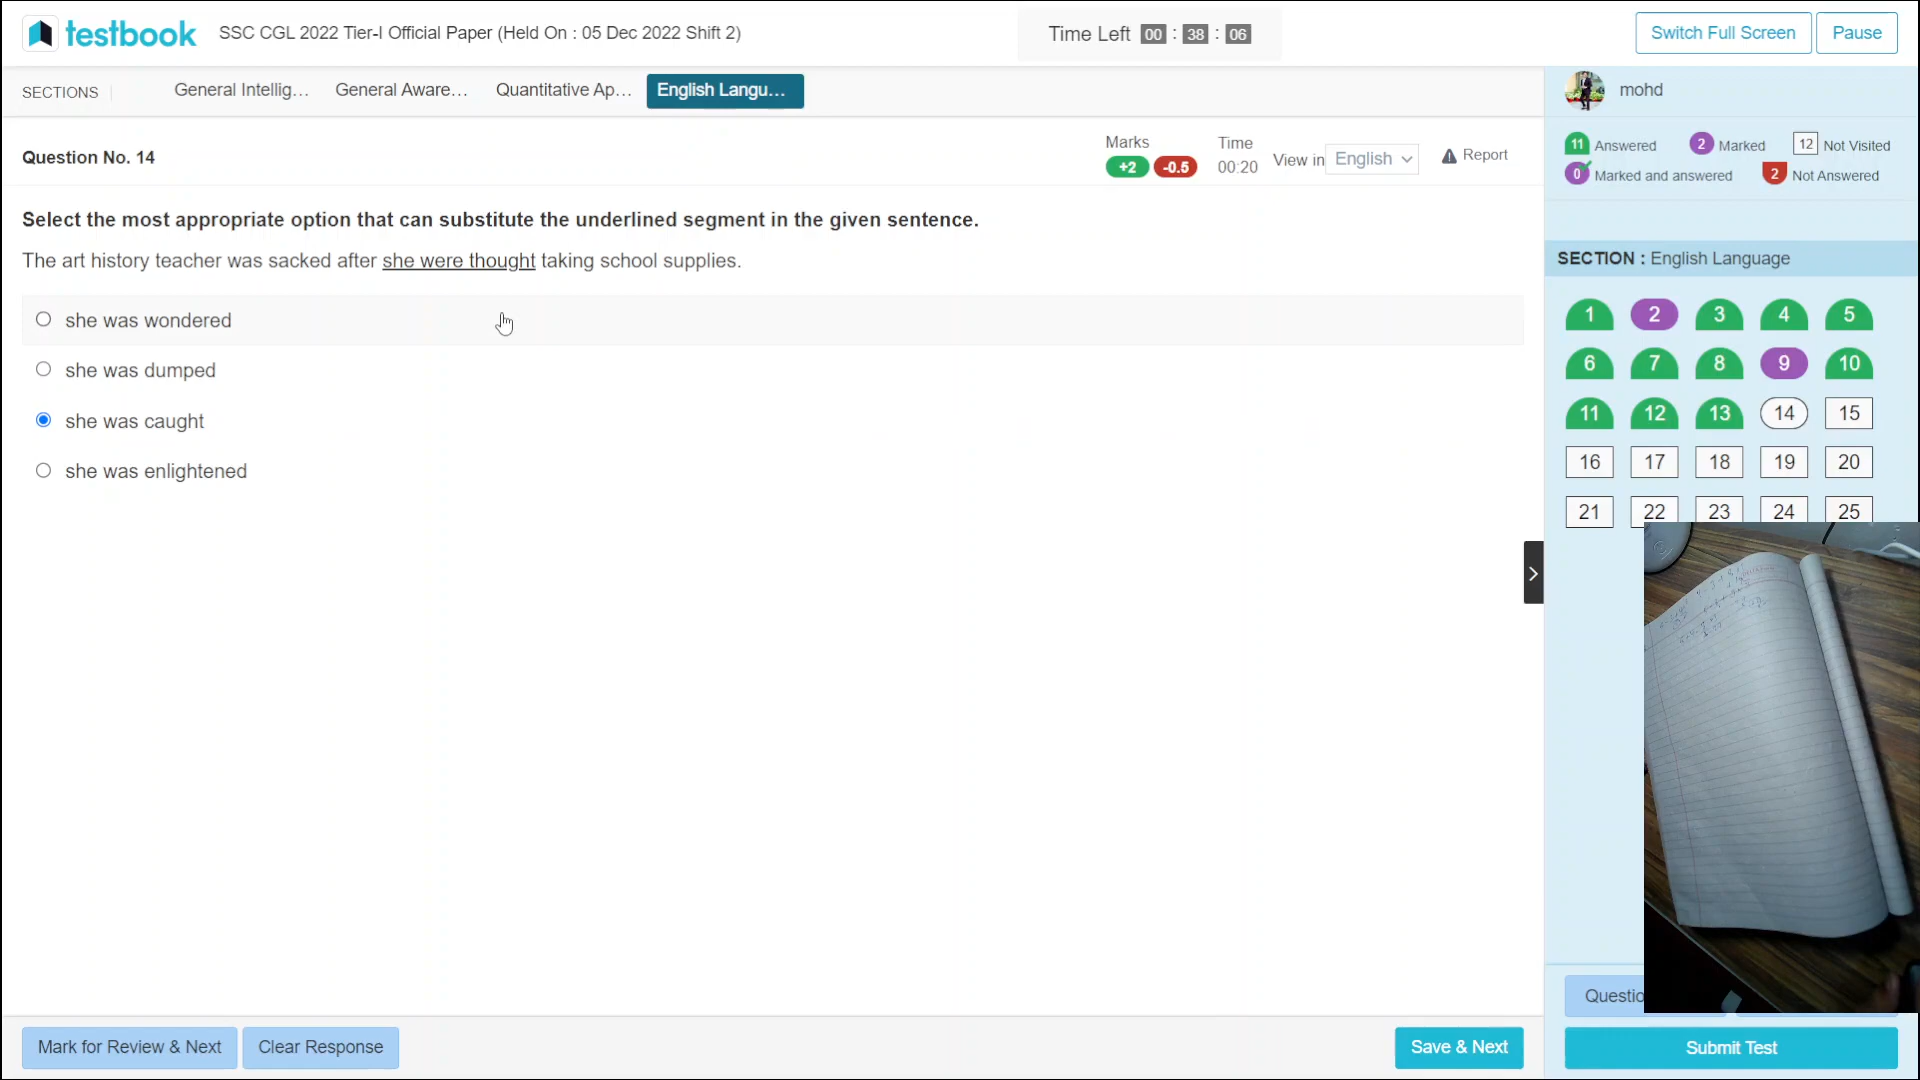 testbook SSC CGL 2022 Tier-I Official Paper (Held On : 05 Dec 2022 Shift 2) Time Left 00 : 38 : 06 Switch Full Screen Pause
SECTIONS General Intellig... General Aware... Quantitative Ap... English Langu...
mohd
Question No. 14
Marks
+2 -0.5
Time
00:20
View in English
Report
11 Answered 2 Marked 12 Not Visited
0 Marked and answered 2 Not Answered
Select the most appropriate option that can substitute the underlined segment in the given sentence.
The art history teacher was sacked after she were thought taking school supplies.
she was wondered
she was dumped
she was caught
she was enlightened
SECTION : English Language
1 2 3 4 5
6 7 8 9 10
11 12 13 14 15
16 17 18 19 20
21 22 23 24 25
Questio
Mark for Review & Next Clear Response Save & Next Submit Test